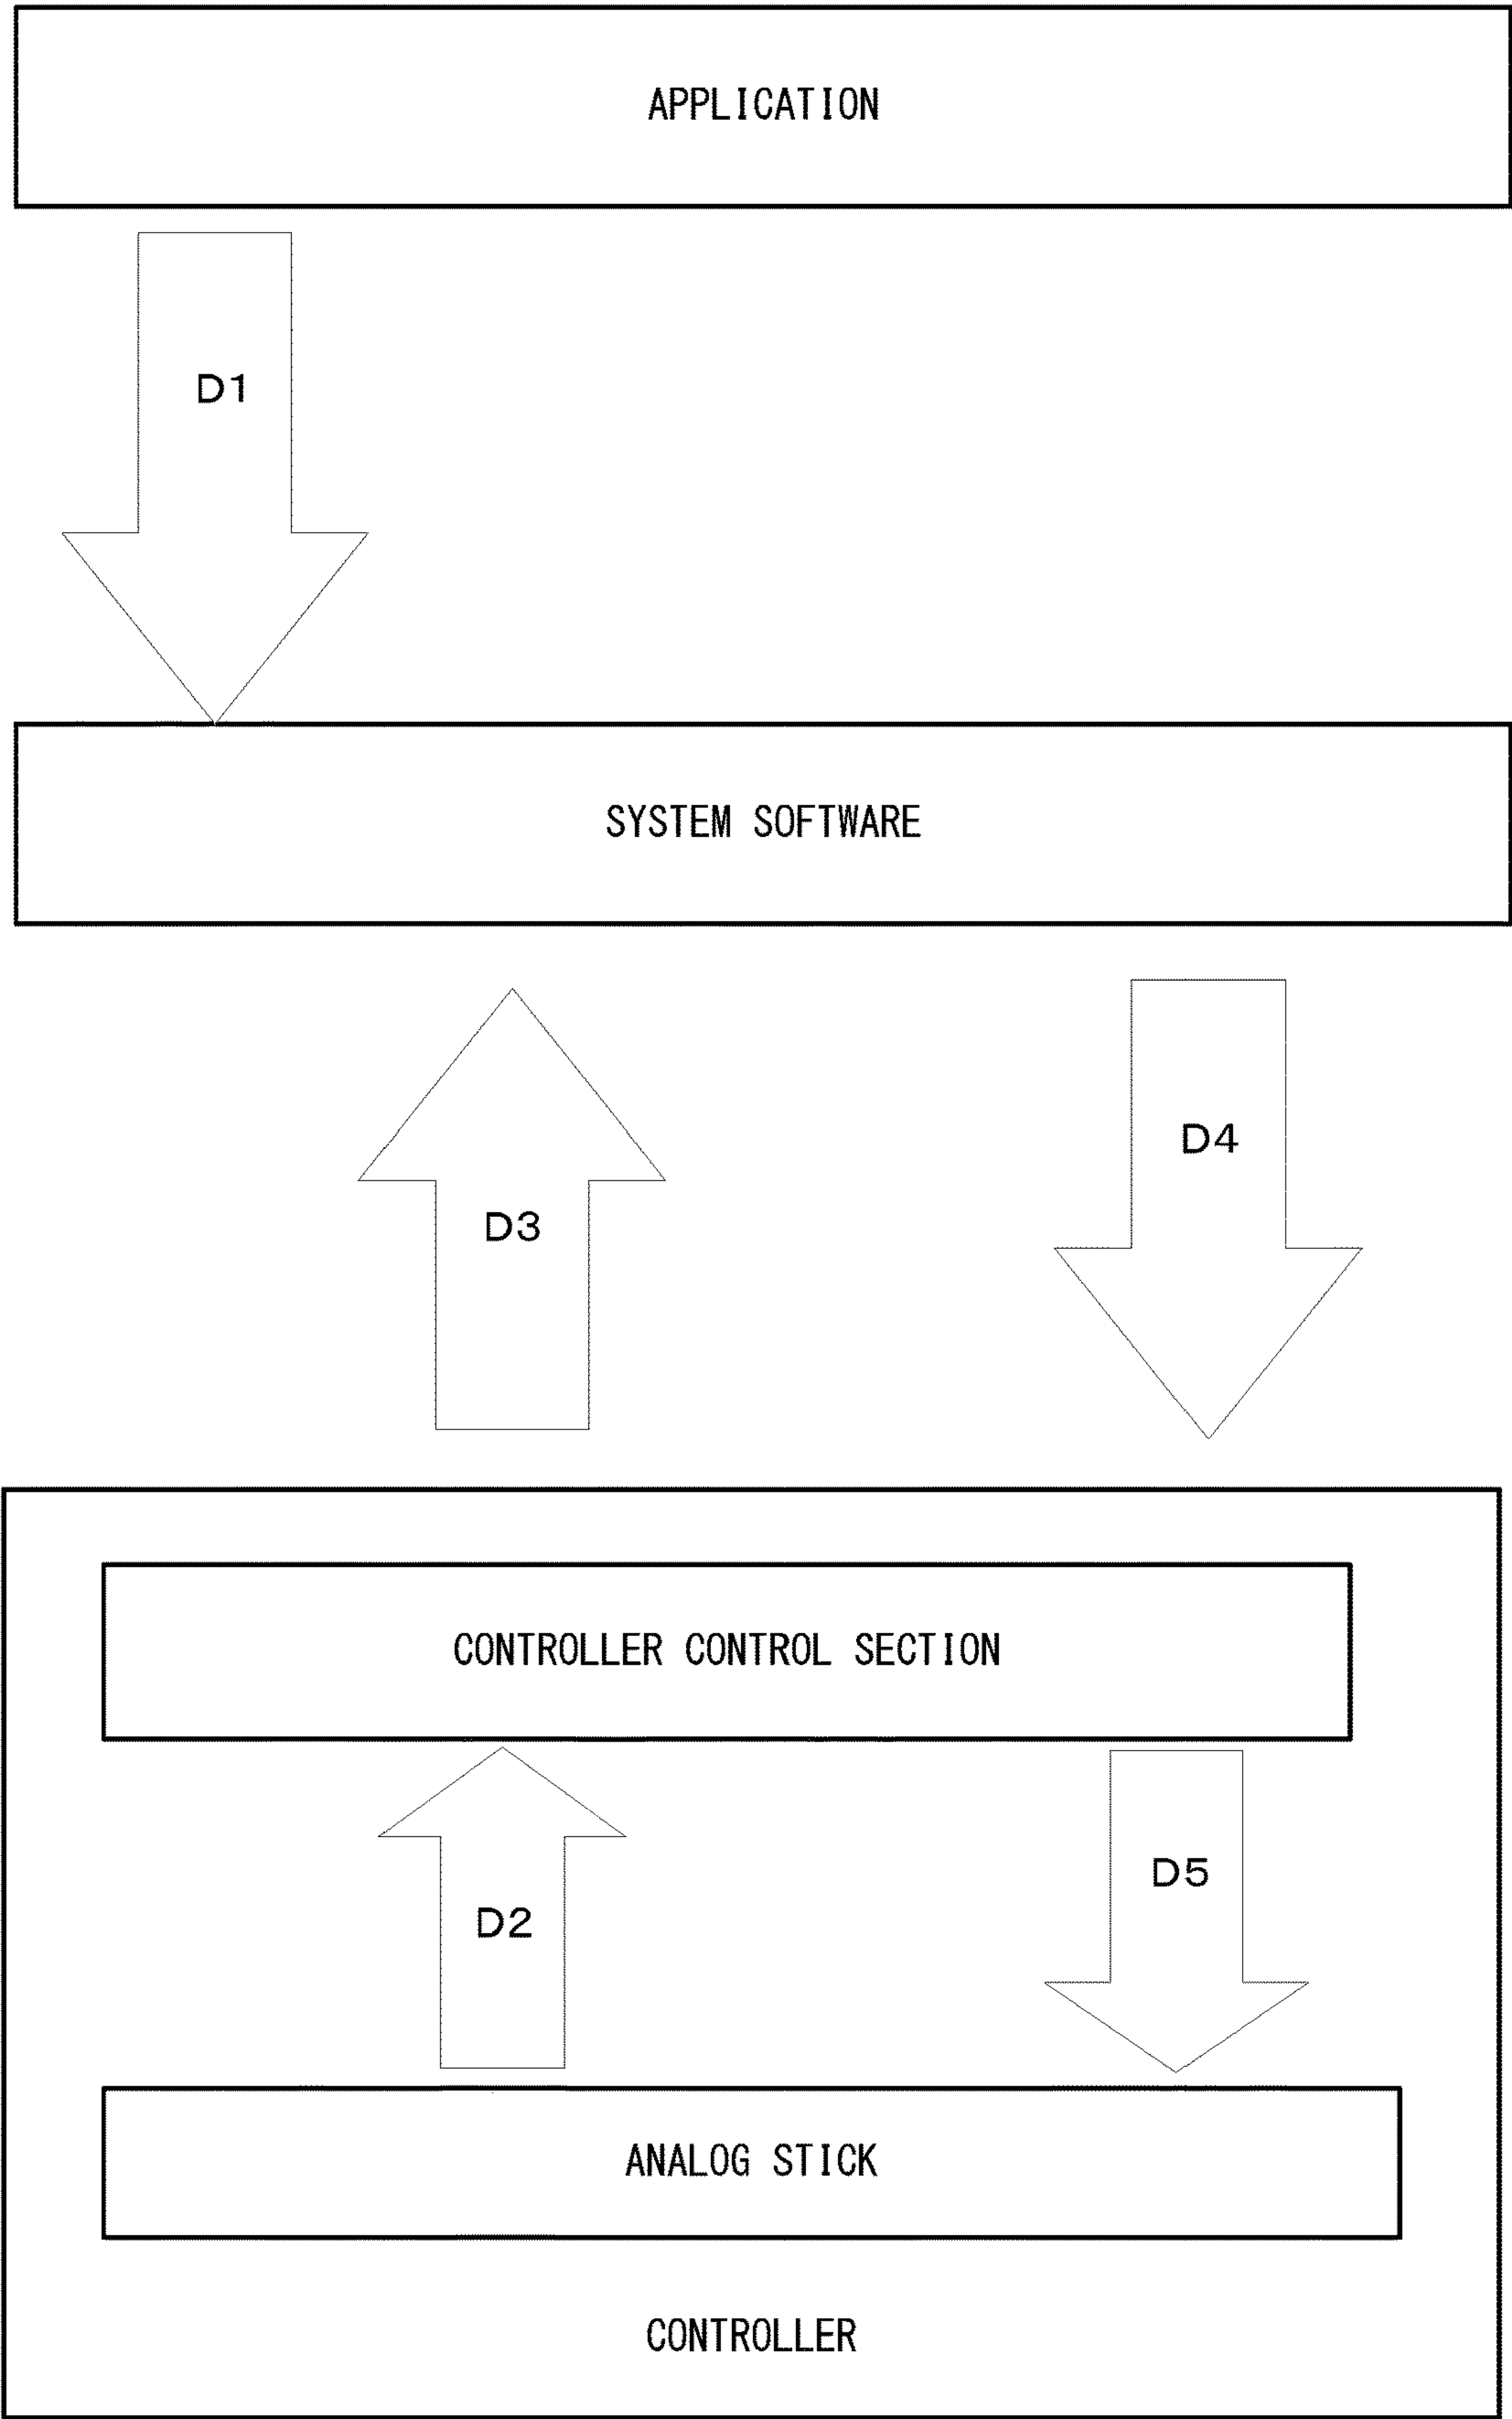 APPLICATION
D1
SYSTEM SOFTWARE
D4
D3
CONTROLLER CONTROL SECTION
D5
D2
ANALOG STICK
CONTROLLER